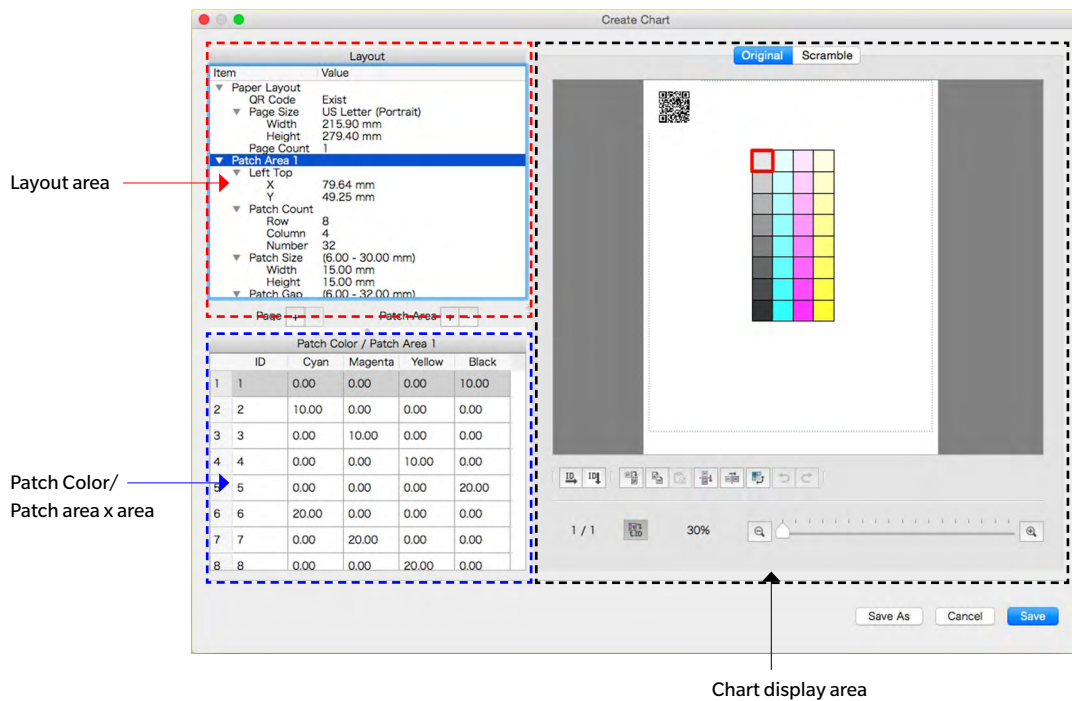 Create Chart
Layout
Item Value
Paper Layout
QR Code Exist
Page Size US Letter (Portrait)
Width 215.90 mm
Height 279.40 mm
Page Count 1
Patch Area 1
Left Top
X 79.64 mm
Y 49.25 mm
Patch Count
Row 8
Column 4
Number 32
Patch Size (6.00 - 30.00 mm)
Width 15.00 mm
Height 15.00 mm
Patch Gap (6.00 - 32.00 mm)
Page + Patch Area + -
Layout area
Patch Color / Patch Area 1
ID Cyan Magenta Yellow Black
1 1 0.00 0.00 0.00 10.00
2 2 10.00 0.00 0.00 0.00
3 3 0.00 10.00 0.00 0.00
4 4 0.00 0.00 10.00 0.00
5 5 0.00 0.00 0.00 20.00
6 6 20.00 0.00 0.00 0.00
7 7 0.00 20.00 0.00 0.00
8 8 0.00 0.00 20.00 0.00
Patch Color/
Patch area x area
Original Scramble
ID ID
1 / 1 30%
Save As Cancel Save
Chart display area